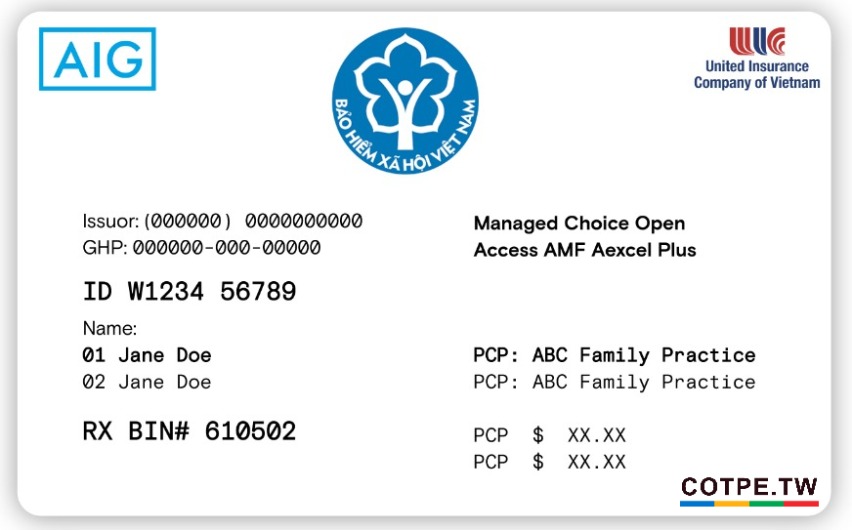 AIG
BẢO HIỂM XÃ HỘI VIỆT NAM
UIC
United Insurance
Company of Vietnam
Issuor: (000000) 0000000000
GHP: 000000-000-00000
Managed Choice Open
Access AMF Aexcel Plus
ID W1234 56789
Name:
01 Jane Doe
02 Jane Doe
PCP: ABC Family Practice
PCP: ABC Family Practice
RX BIN# 610502
PCP $ XX.XX
PCP $ XX.XX
COTPE.TW